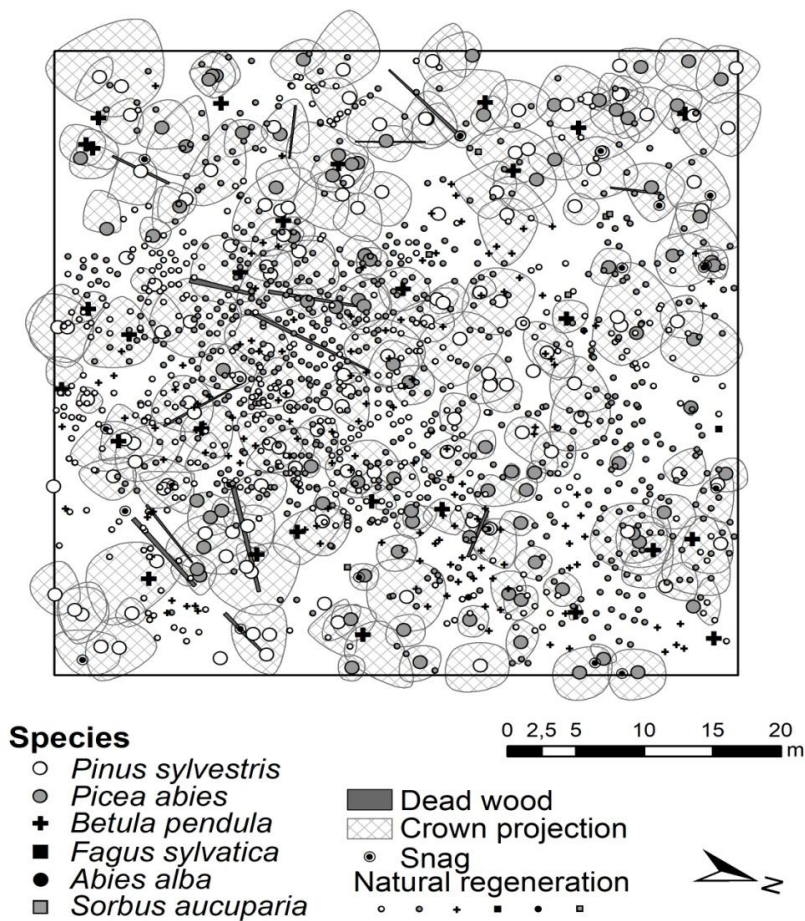 Species
Pinus sylvestris
Picea abies
Betula pendula
Fagus sylvatica
Abies alba
Sorbus aucuparia
0 2,5 5 10 15 20
m
Dead wood
Crown projection
Snag
Natural regeneration
N